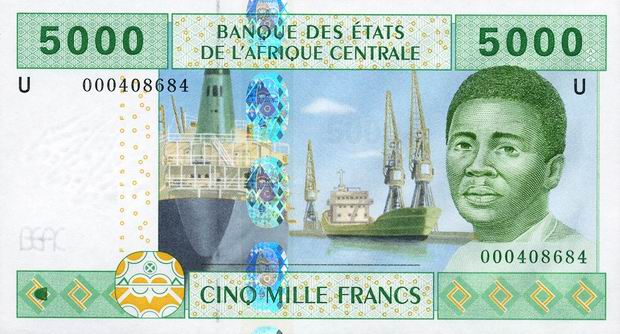 5000
BANQUE DES ÉTATS
DE L'AFRIQUE CENTRALE
5000
U 000408684
U
BEAC
000408684
CINQ MILLE FRANCS